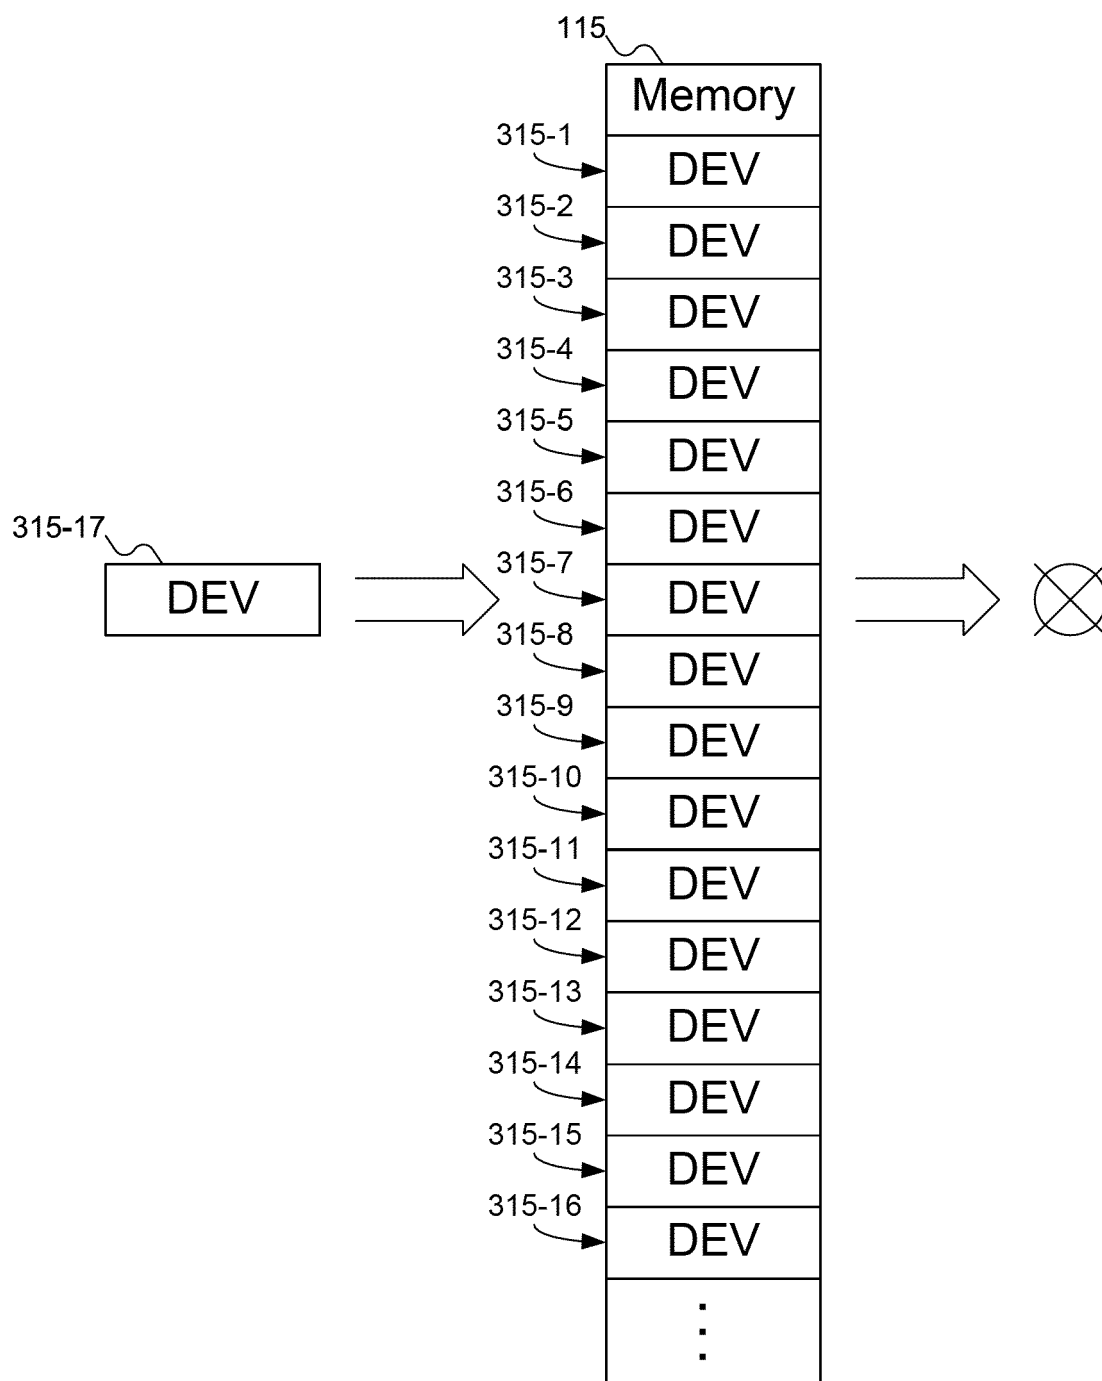 115
Memory
315-1
DEV
315-2
DEV
315-3
DEV
315-4
DEV
315-5
DEV
315-6
DEV
315-17
DEV
315-7
DEV
315-8
DEV
315-9
DEV
315-10
DEV
315-11
DEV
315-12
DEV
315-13
DEV
315-14
DEV
315-15
DEV
315-16
DEV